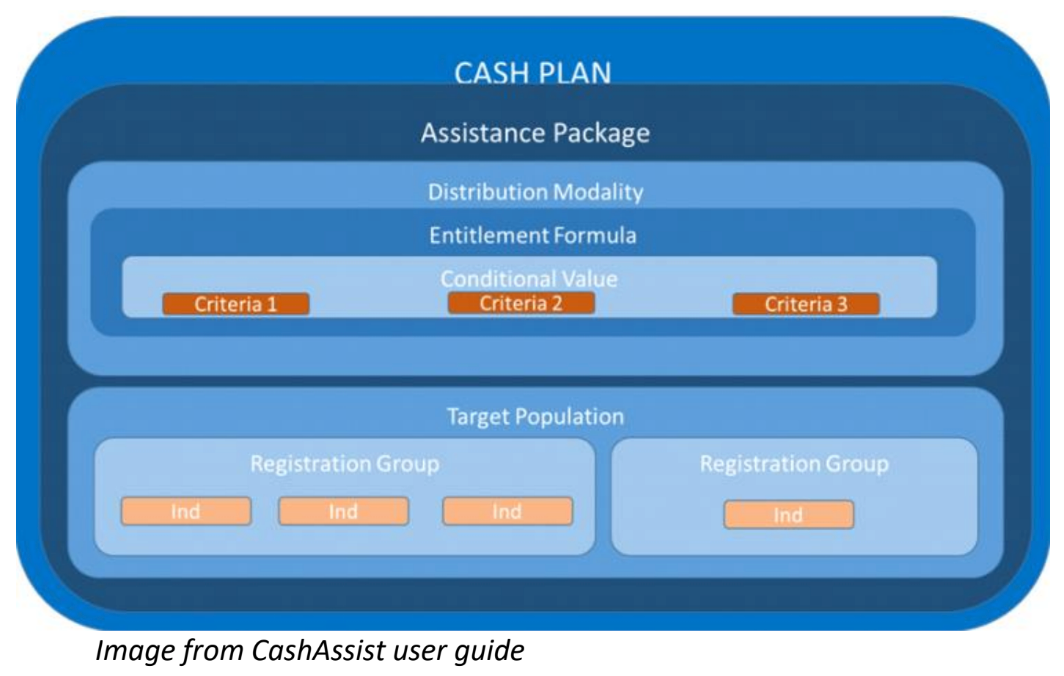 CASH PLAN
Assistance Package
Distribution Modality
Entitlement Formula
Conditional Value
Criteria 1 Criteria 2 Criteria 3
Target Population
Registration Group Registration Group
Ind Ind Ind Ind
Image from CashAssist user guide